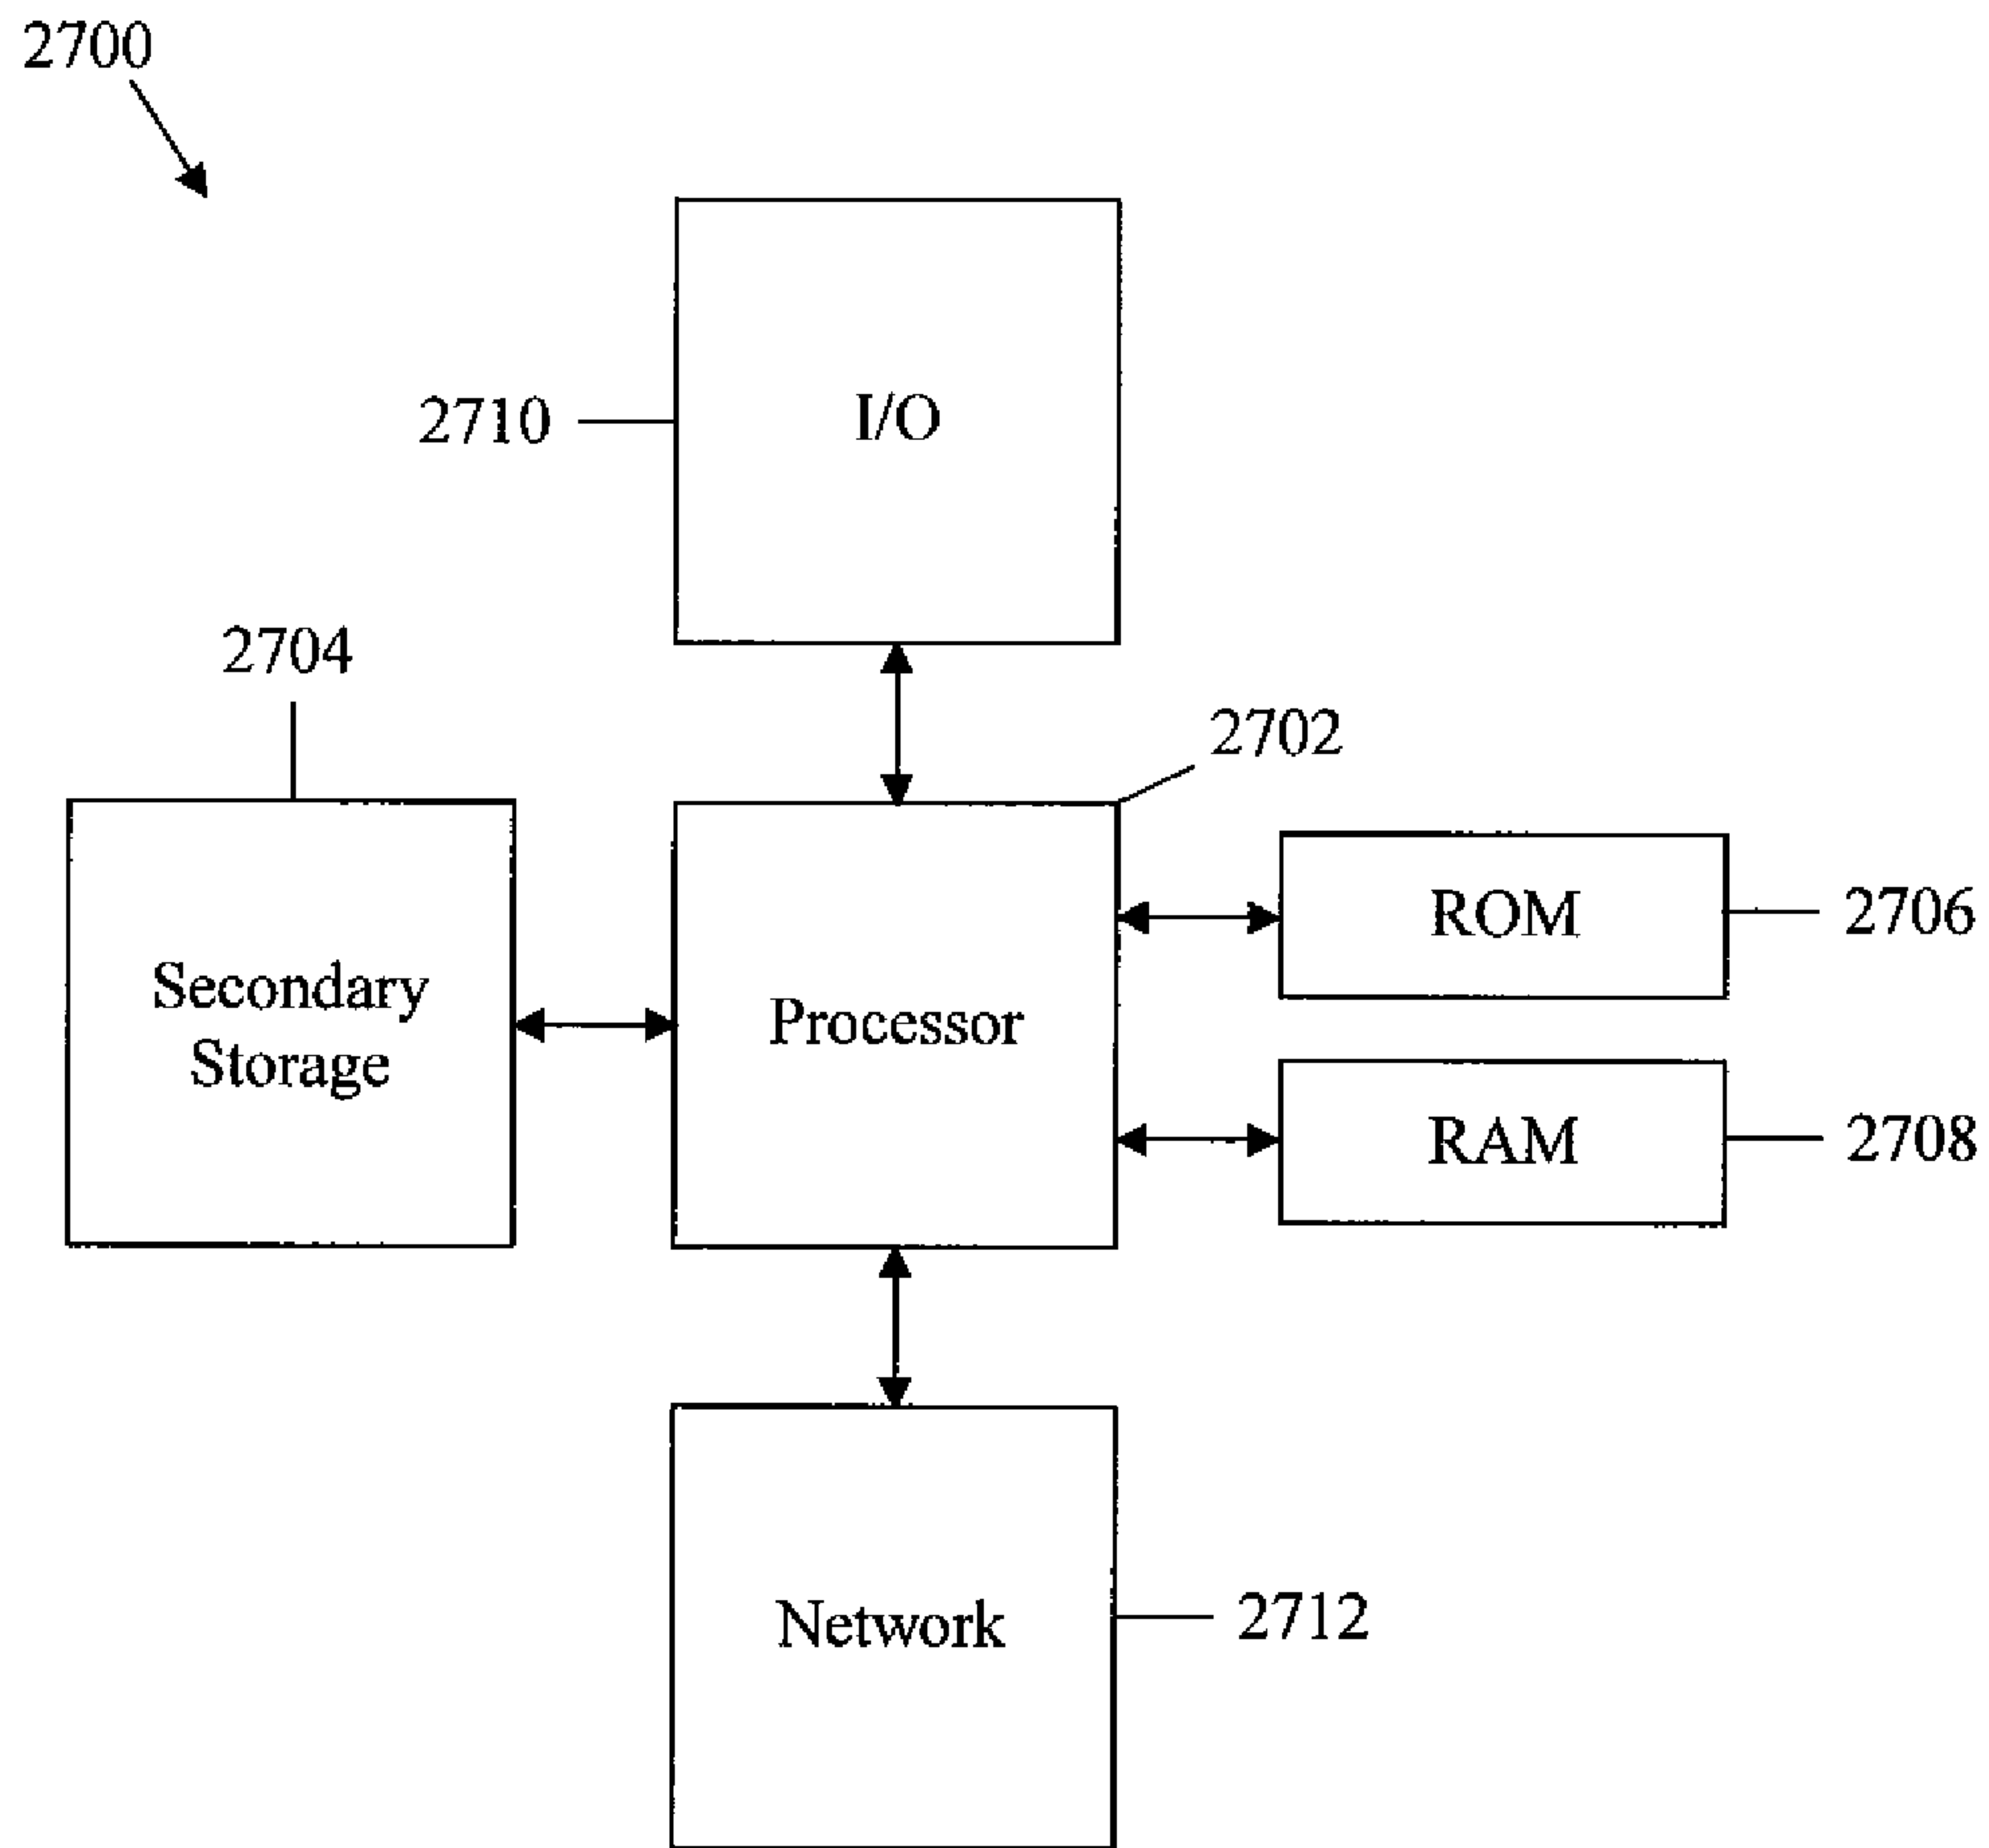 2700
I/O
2710
2704
2702
Secondary
Storage
Processor
ROM
2706
RAM
2708
Network
2712